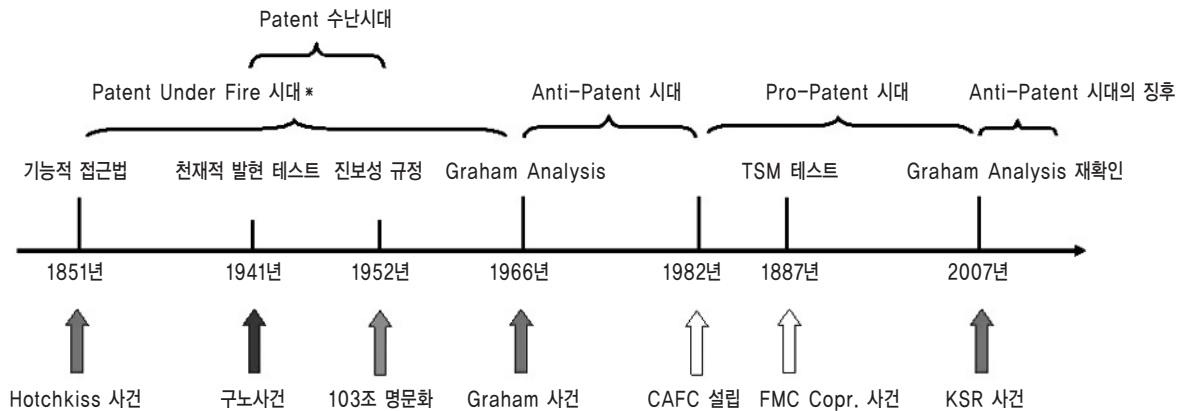 Patent 수난시대
Patent Under Fire 시대*
Anti-Patent 시대
Pro-Patent 시대
Anti-Patent 시대의 징후
기능적 접근법
천재적 발현 테스트
진보성 규정
Graham Analysis
TSM 테스트
Graham Analysis 재확인
1851년
1941년
1952년
1966년
1982년
1887년
2007년
Hotchkiss 사건
구노사건
103조 명문화
Graham 사건
CAFC 설립
FMC Copr. 사건
KSR 사건